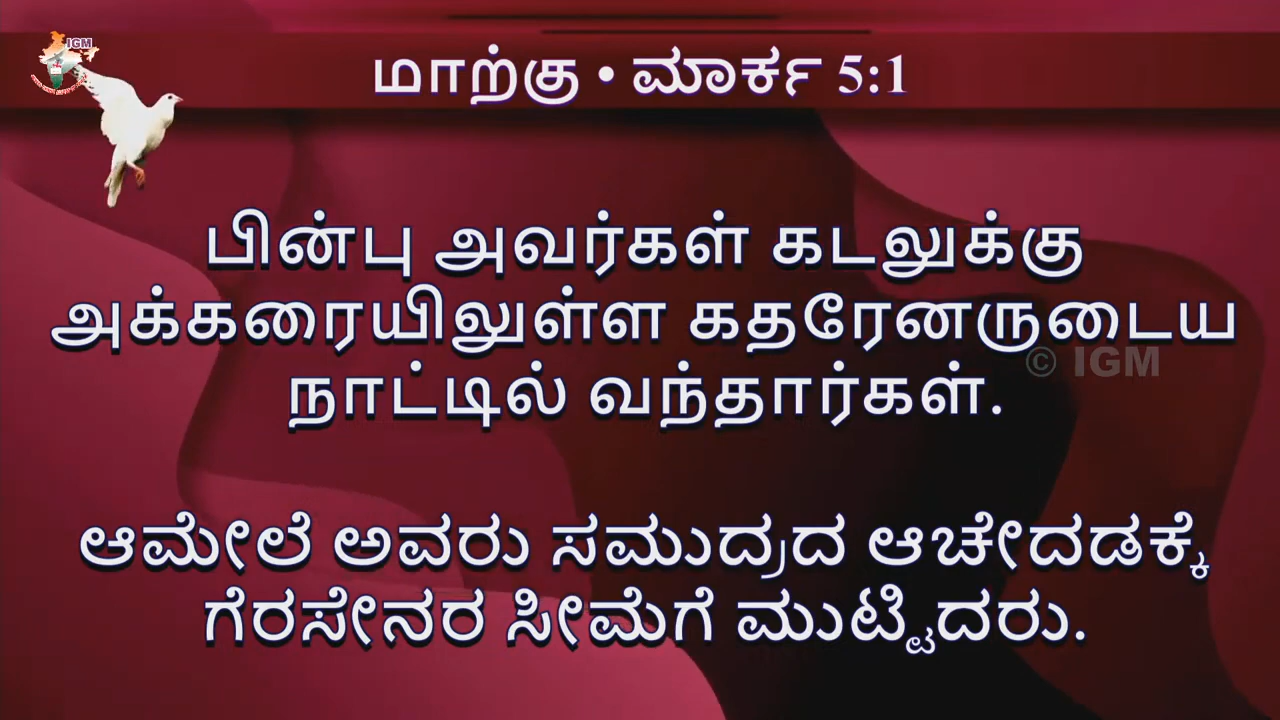 IGM
மாற்கு • ಮಾರ್ಕ 5:1
பின்பு அவர்கள் கடலுக்கு
அக்கரையிலுள்ள கதரேனருடைய
© IGM
நாட்டில் வந்தார்கள்.
ಆಮೇಲೆ ಅವರು ಸಮುದ್ರದ ಆಚೇದಡಕ್ಕೆ
ಗೆರಸೇನರ ಸೀಮೆಗೆ ಮುಟ್ಟಿದರು.